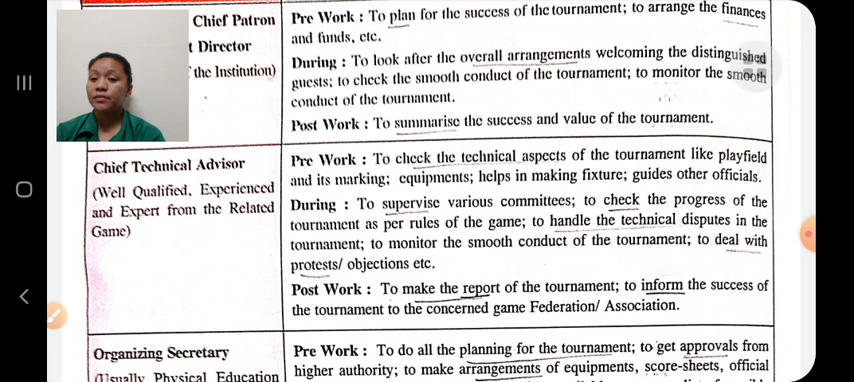 Chief Patron
t Director
the Institution)
Pre Work : To plan for the success of the tournament; to arrange the finances
and funds, etc.
During : To look after the overall arrangements welcoming the distinguished
guests; to check the smooth conduct of the tournament; to monitor the smooth
conduct of the tournament.
Post Work : To summarise the success and value of the tournament.
Chief Technical Advisor
(Well Qualified, Experienced
and Expert from the Related
Game)
Pre Work : To check the technical aspects of the tournament like playfield
and its marking; equipments; helps in making fixture; guides other officials.
During : To supervise various committees; to check the progress of the
tournament as per rules of the game; to handle the technical disputes in the
tournament; to monitor the smooth conduct of the tournament; to deal with
protests/ objections etc.
Post Work : To make the report of the tournament; to inform the success of
the tournament to the concerned game Federation/ Association.
Organizing Secretary
(Usually Physical Education
Pre Work : To do all the planning for the tournament; to get approvals from
higher authority; to make arrangements of equipments, score-sheets, official